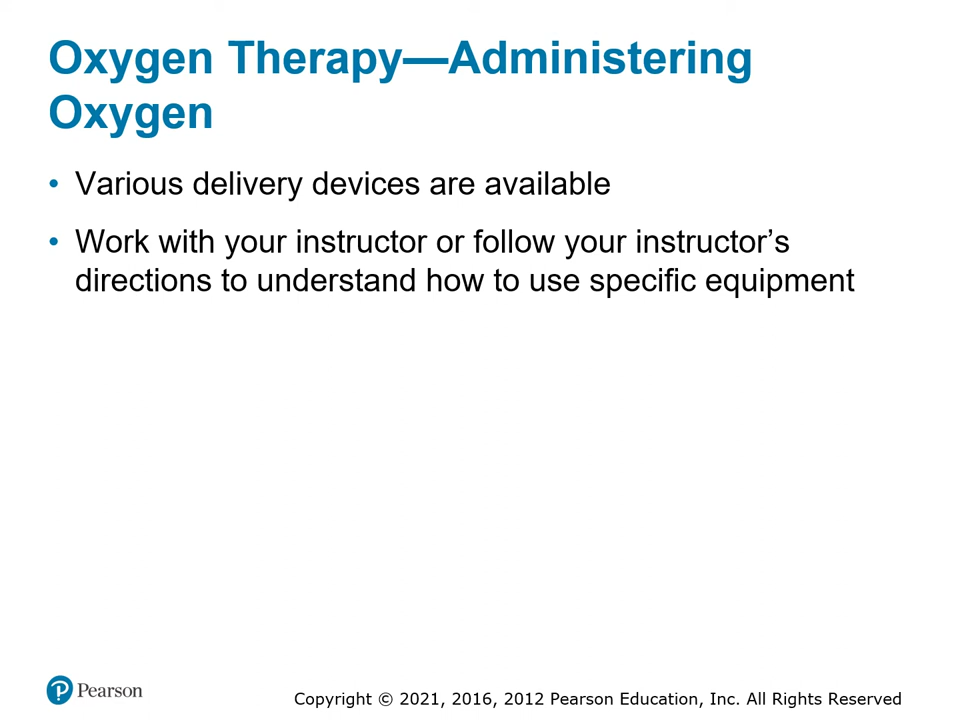 Oxygen Therapy—Administering
Oxygen
• Various delivery devices are available
• Work with your instructor or follow your instructor’s
directions to understand how to use specific equipment
Pearson
Copyright © 2021, 2016, 2012 Pearson Education, Inc. All Rights Reserved